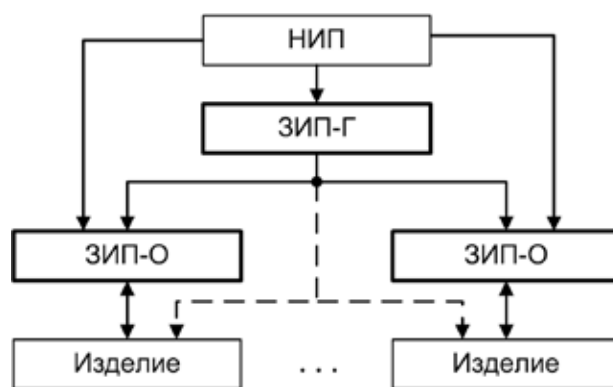 НИП
ЗИП-Г
ЗИП-О
ЗИП-О
Изделие
. . .
Изделие